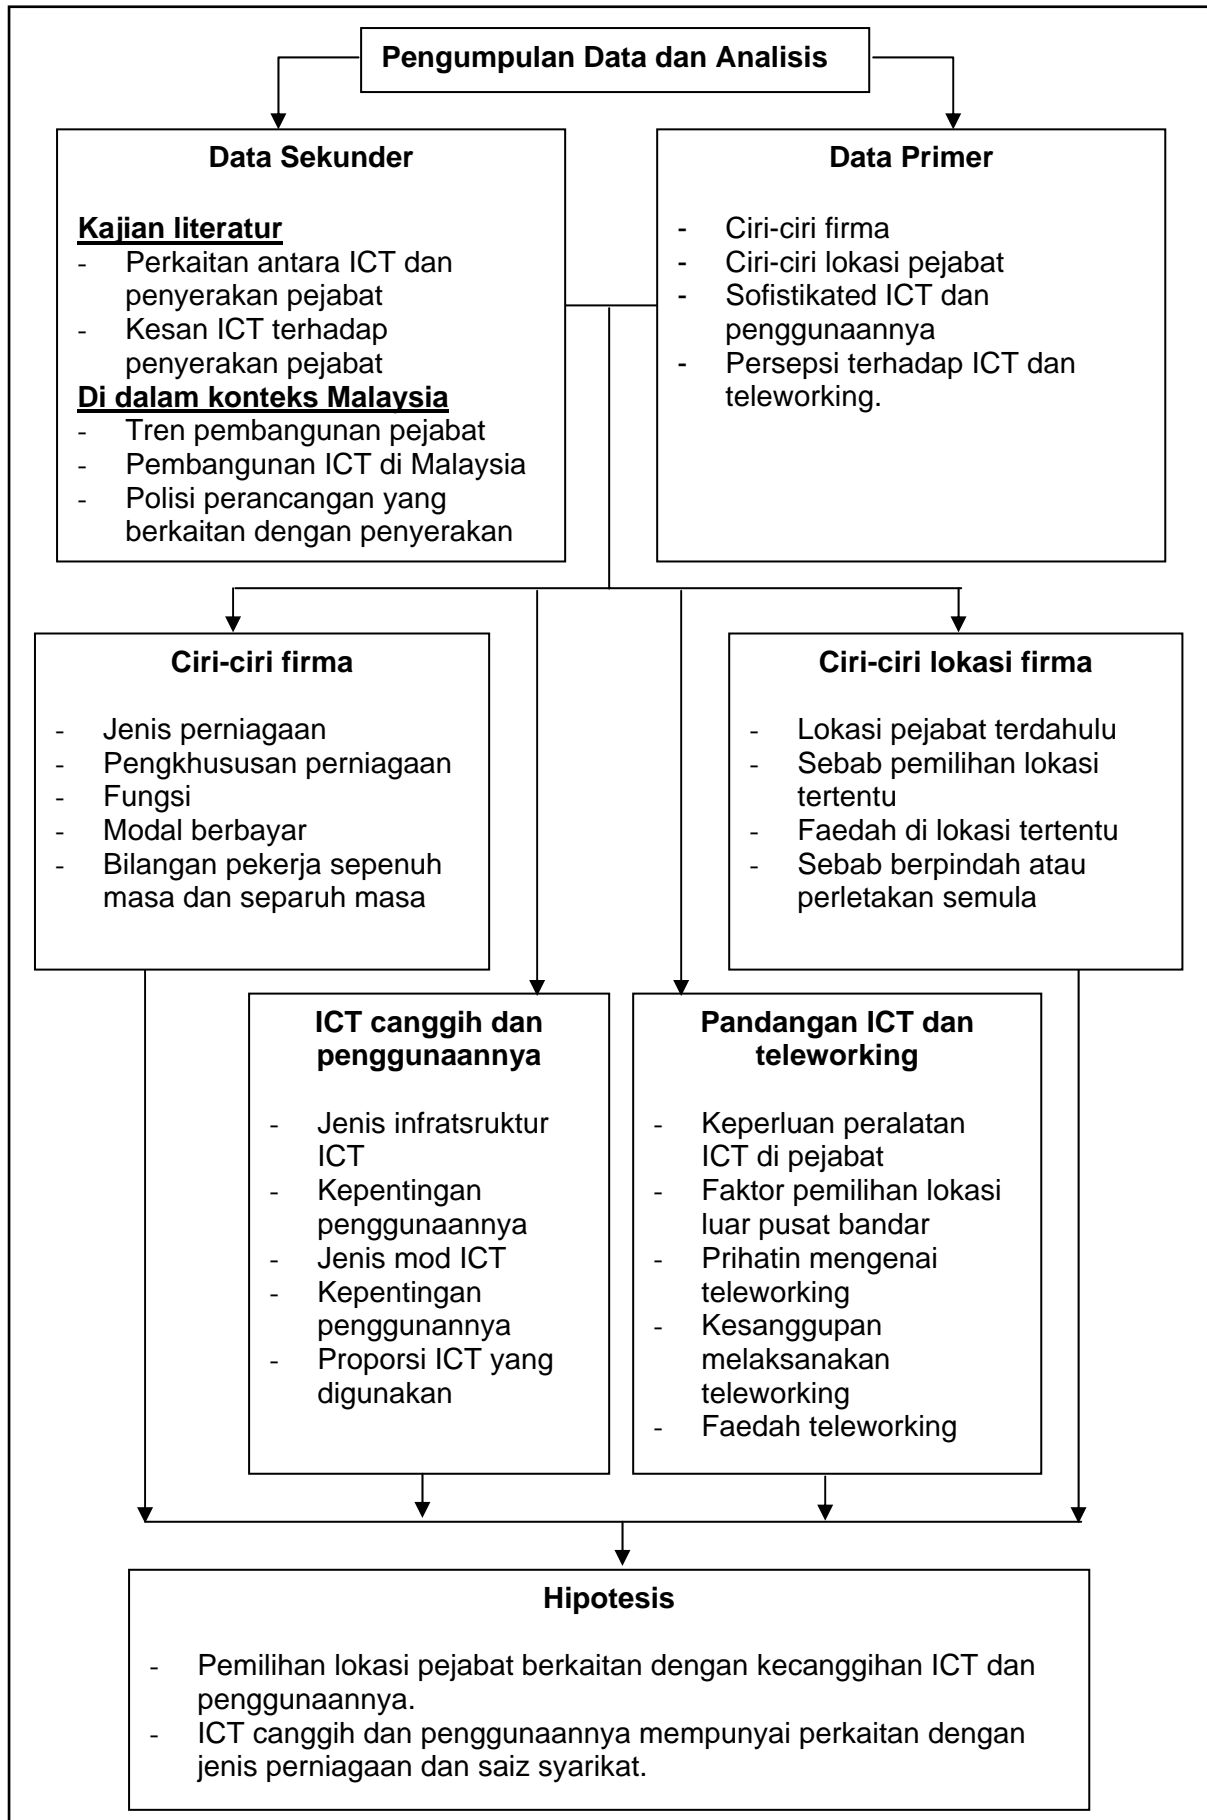 Pengumpulan Data dan Analisis
Data Sekunder
Kajian literatur
- Perkaitan antara ICT dan
penyerakan pejabat
- Kesan ICT terhadap
penyerakan pejabat
Di dalam konteks Malaysia
- Tren pembangunan pejabat
- Pembangunan ICT di Malaysia
- Polisi perancangan yang
berkaitan dengan penyerakan
Data Primer
- Ciri-ciri firma
- Ciri-ciri lokasi pejabat
- Sofistikated ICT dan
penggunaannya
- Persepsi terhadap ICT dan
teleworking.
Ciri-ciri firma
- Jenis perniagaan
- Pengkhususan perniagaan
- Fungsi
- Modal berbayar
- Bilangan pekerja sepenuh
masa dan separuh masa
Ciri-ciri lokasi firma
- Lokasi pejabat terdahulu
- Sebab pemilihan lokasi
tertentu
- Faedah di lokasi tertentu
- Sebab berpindah atau
perletakan semula
ICT canggih dan
penggunaannya
- Jenis infratsruktur
ICT
- Kepentingan
penggunaannya
- Jenis mod ICT
- Kepentingan
penggunannya
- Proporsi ICT yang
digunakan
Pandangan ICT dan
teleworking
- Keperluan peralatan
ICT di pejabat
- Faktor pemilihan lokasi
luar pusat bandar
- Prihatin mengenai
teleworking
- Kesanggupan
melaksanakan
teleworking
- Faedah teleworking
Hipotesis
- Pemilihan lokasi pejabat berkaitan dengan kecanggihan ICT dan
penggunaannya.
- ICT canggih dan penggunaannya mempunyai perkaitan dengan
jenis perniagaan dan saiz syarikat.